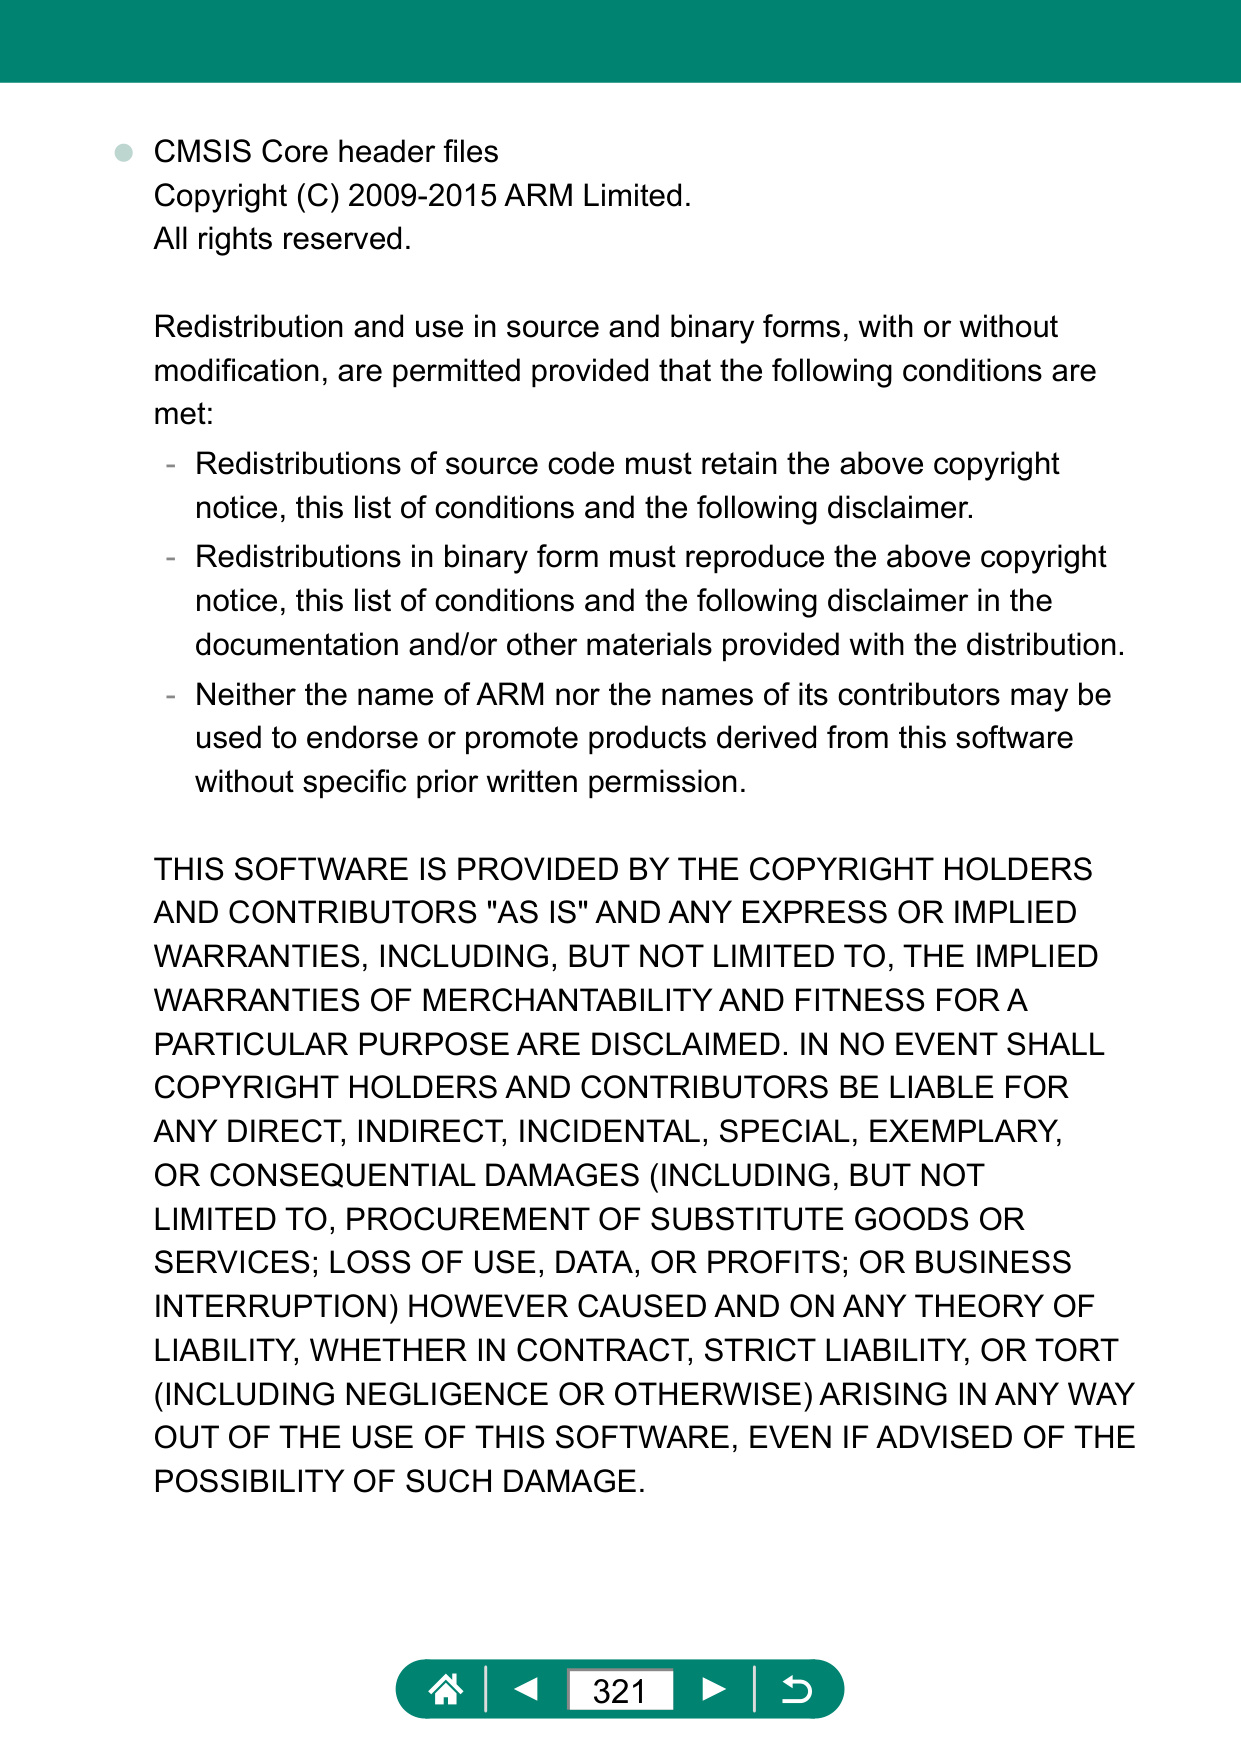 CMSIS Core header files
Copyright (C) 2009-2015 ARM Limited.
All rights reserved.
Redistribution and use in source and binary forms, with or without
modification, are permitted provided that the following conditions are
met:
- Redistributions of source code must retain the above copyright
notice, this list of conditions and the following disclaimer.
- Redistributions in binary form must reproduce the above copyright
notice, this list of conditions and the following disclaimer in the
documentation and/or other materials provided with the distribution.
- Neither the name of ARM nor the names of its contributors may be
used to endorse or promote products derived from this software
without specific prior written permission.
THIS SOFTWARE IS PROVIDED BY THE COPYRIGHT HOLDERS
AND CONTRIBUTORS "AS IS" AND ANY EXPRESS OR IMPLIED
WARRANTIES, INCLUDING, BUT NOT LIMITED TO, THE IMPLIED
WARRANTIES OF MERCHANTABILITY AND FITNESS FOR A
PARTICULAR PURPOSE ARE DISCLAIMED. IN NO EVENT SHALL
COPYRIGHT HOLDERS AND CONTRIBUTORS BE LIABLE FOR
ANY DIRECT, INDIRECT, INCIDENTAL, SPECIAL, EXEMPLARY,
OR CONSEQUENTIAL DAMAGES (INCLUDING, BUT NOT
LIMITED TO, PROCUREMENT OF SUBSTITUTE GOODS OR
SERVICES; LOSS OF USE, DATA, OR PROFITS; OR BUSINESS
INTERRUPTION) HOWEVER CAUSED AND ON ANY THEORY OF
LIABILITY, WHETHER IN CONTRACT, STRICT LIABILITY, OR TORT
(INCLUDING NEGLIGENCE OR OTHERWISE) ARISING IN ANY WAY
OUT OF THE USE OF THIS SOFTWARE, EVEN IF ADVISED OF THE
POSSIBILITY OF SUCH DAMAGE.
321